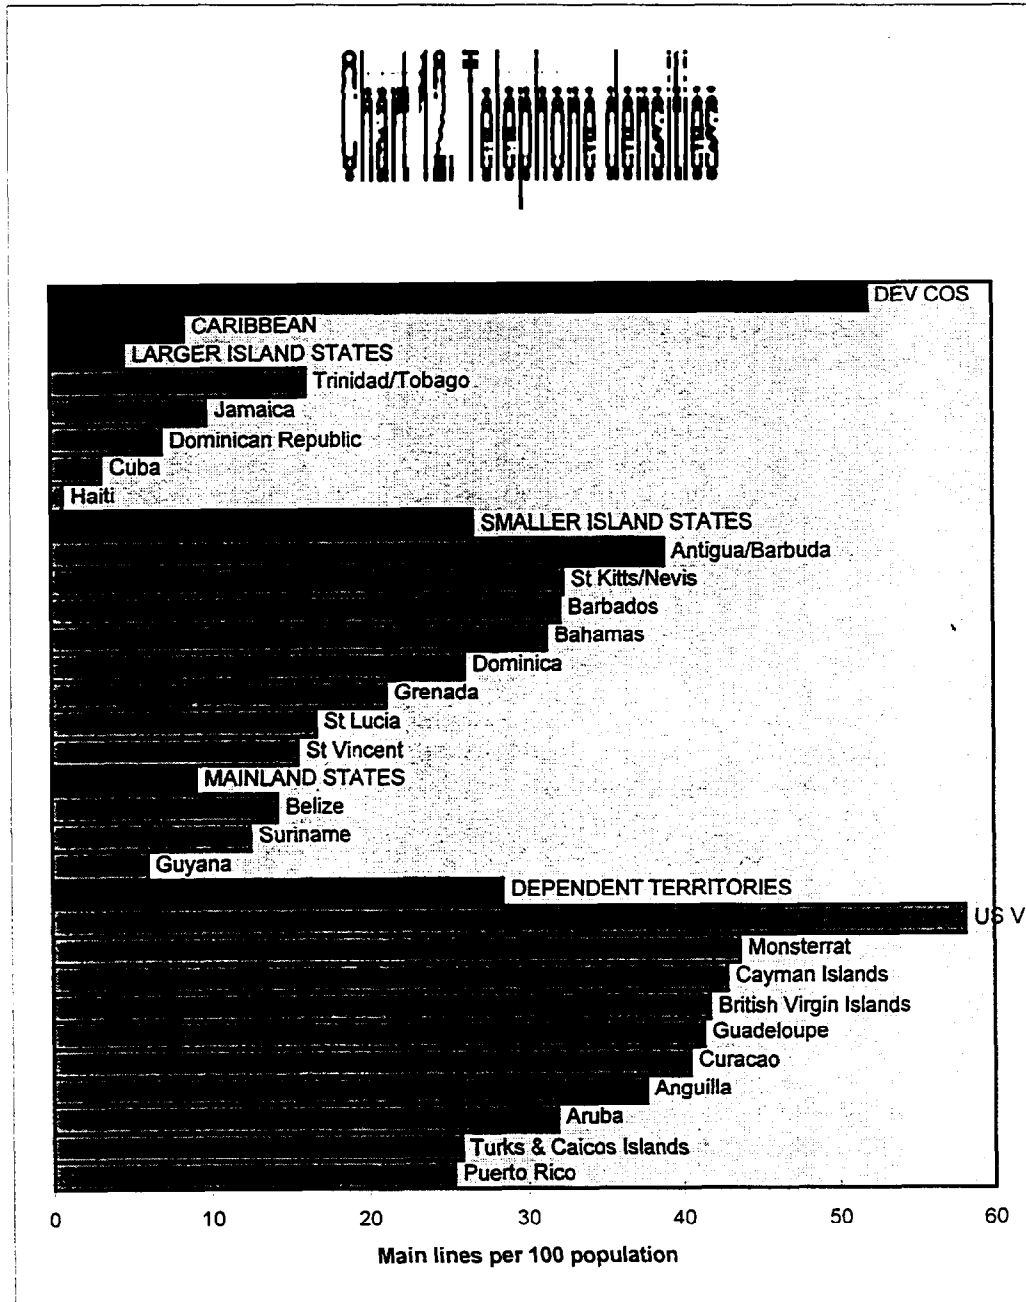 Chart 12. Telephone densities
DEV COS
CARIBBEAN
LARGER ISLAND STATES
Trinidad/Tobago
Jamaica
Dominican Republic
Cuba
Haiti
SMALLER ISLAND STATES
Antigua/Barbuda
St Kitts/Nevis
Barbados
Bahamas
Dominica
Grenada
St Lucia
St Vincent
MAINLAND STATES
Belize
Suriname
Guyana
DEPENDENT TERRITORIES
US V
Monsterrat
Cayman Islands
British Virgin Islands
Guadeloupe
Curacao
Anguilla
Aruba
Turks & Caicos Islands
Puerto Rico
0 10 20 30 40 50 60
Main lines per 100 population